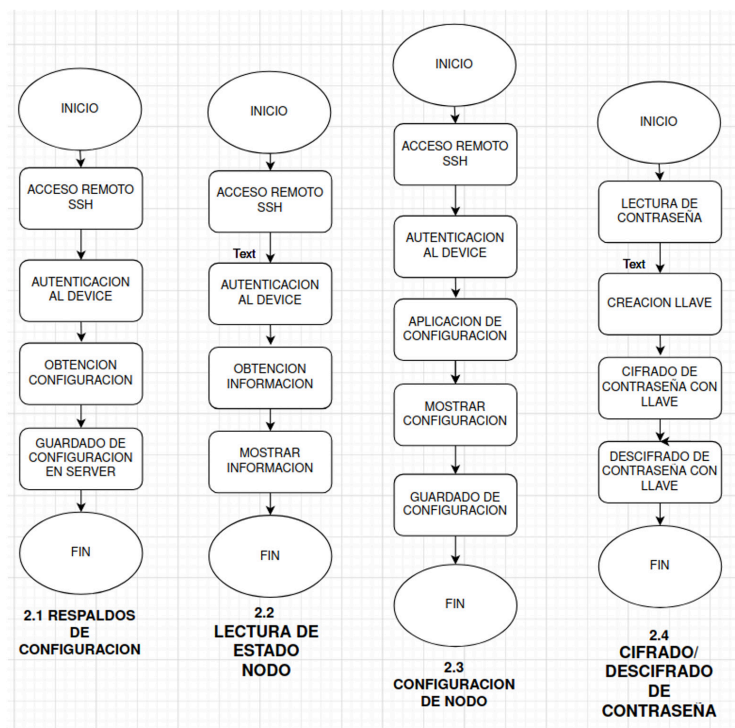 INICIO
ACCESO REMOTO
SSH
AUTENTICACION
AL DEVICE
OBTENCION
CONFIGURACION
GUARDADO DE
CONFIGURACION
EN SERVER
FIN
2.1 RESPALDOS
DE
CONFIGURACION
INICIO
ACCESO REMOTO
SSH
Text
AUTENTICACION
AL DEVICE
OBTENCION
INFORMACION
MOSTRAR
INFORMACION
FIN
2.2
LECTURA DE
ESTADO
NODO
INICIO
ACCESO REMOTO
SSH
AUTENTICACION
AL DEVICE
APLICACION DE
CONFIGURACION
MOSTRAR
CONFIGURACION
GUARDADO DE
CONFIGURACION
FIN
2.3
CONFIGURACION
DE NODO
INICIO
LECTURA DE
CONTRASEÑA
Text
CREACION LLAVE
CIFRADO DE
CONTRASEÑA CON
LLAVE
DESCIFRADO DE
CONTRASEÑA CON
LLAVE
FIN
2.4
CIFRADO/
DESCIFRADO
DE
CONTRASEÑA